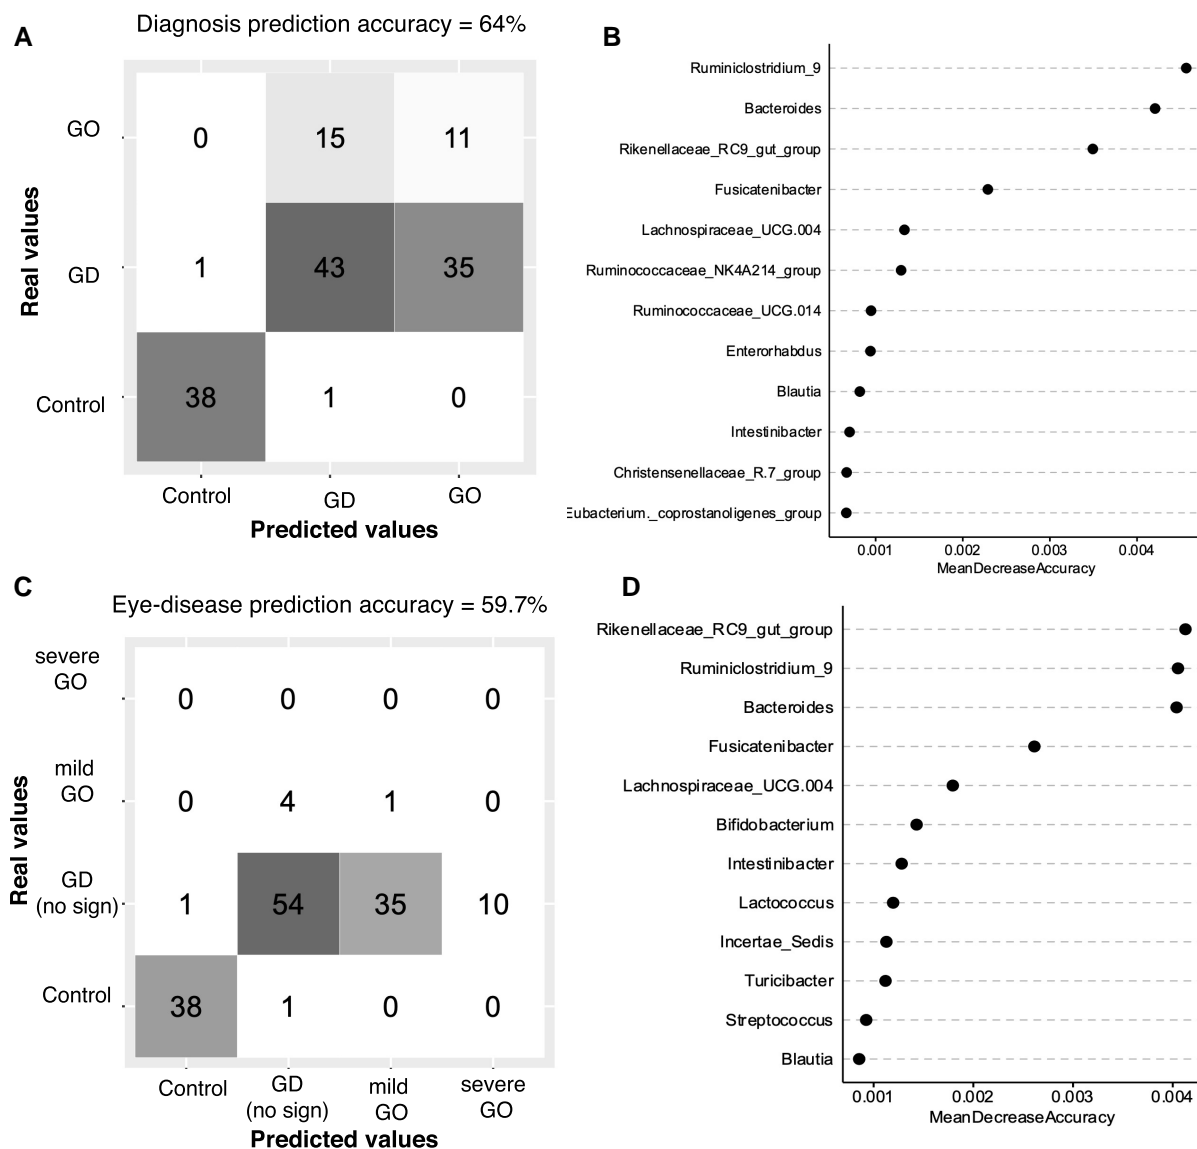 A
Diagnosis prediction accuracy = 64%
Real values
GO
0
15
11
GD
1
43
35
Control
38
1
0
Control
GD
GO
Predicted values
B
Ruminiclostridium_9
Bacteroides
Rikenellaceae_RC9_gut_group
Fusicatenibacter
Lachnospiraceae_UCG.004
Ruminococcaceae_NK4A214_group
Ruminococcaceae_UCG.014
Enterorhabdus
Blautia
Intestinibacter
Christensenellaceae_R.7_group
Eubacterium._coprostanoligenes_group
0.001
0.002
0.003
0.004
MeanDecreaseAccuracy
C
Eye-disease prediction accuracy = 59.7%
Real values
severe
GO
0
0
0
0
mild
GO
0
4
1
0
GD
(no sign)
1
54
35
10
Control
38
1
0
0
Control
GD
(no sign)
mild
GO
severe
GO
Predicted values
D
Rikenellaceae_RC9_gut_group
Ruminiclostridium_9
Bacteroides
Fusicatenibacter
Lachnospiraceae_UCG.004
Bifidobacterium
Intestinibacter
Lactococcus
Incertae_Sedis
Turicibacter
Streptococcus
Blautia
0.001
0.002
0.003
0.004
MeanDecreaseAccuracy